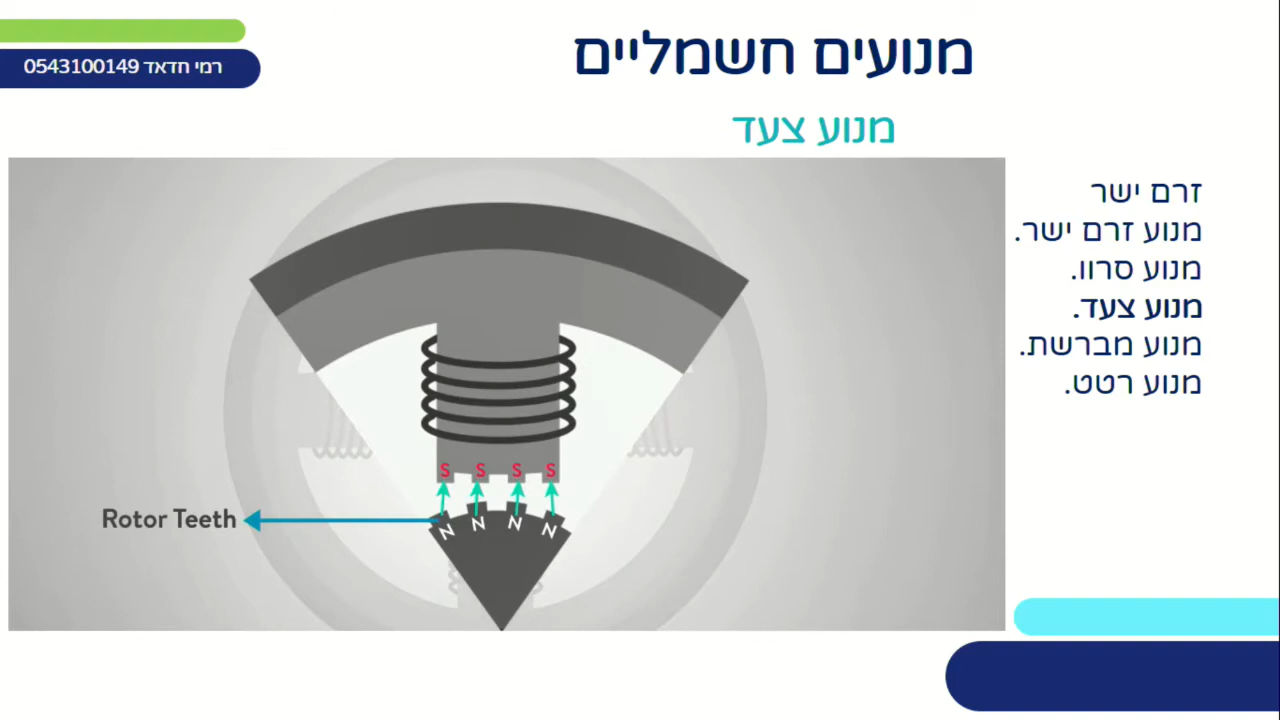 רמי חדאד 0543100149
מנועים חשמליים
מנוע צעד
זרם ישר
מנוע זרם ישר.
מנוע סרוו.
מנוע צעד.
מנוע מברשת.
מנוע רטט.
S S S S
Rotor Teeth
N N N N